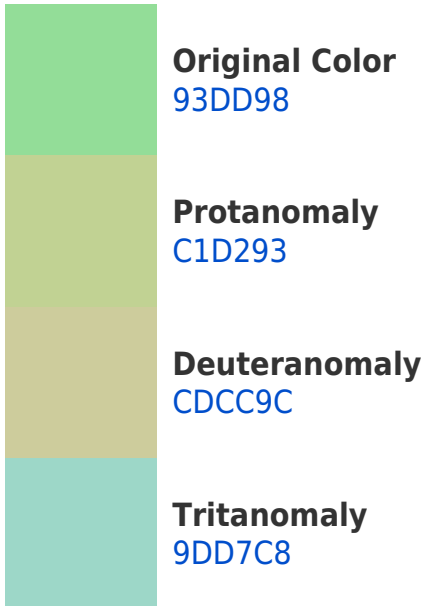 Original Color
93DD98
Protanomaly
C1D293
Deuteranomaly
CDCC9C
Tritanomaly
9DD7C8